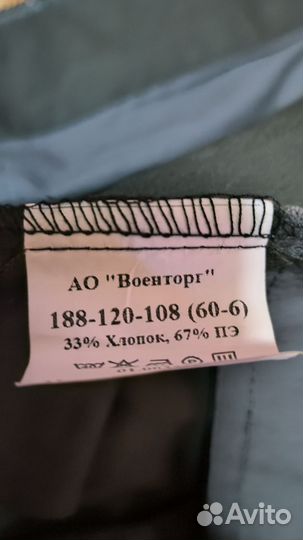 АО "Военторг"
188-120-108 (60-6)
33% Хлопок, 67% ПЭ
Avito